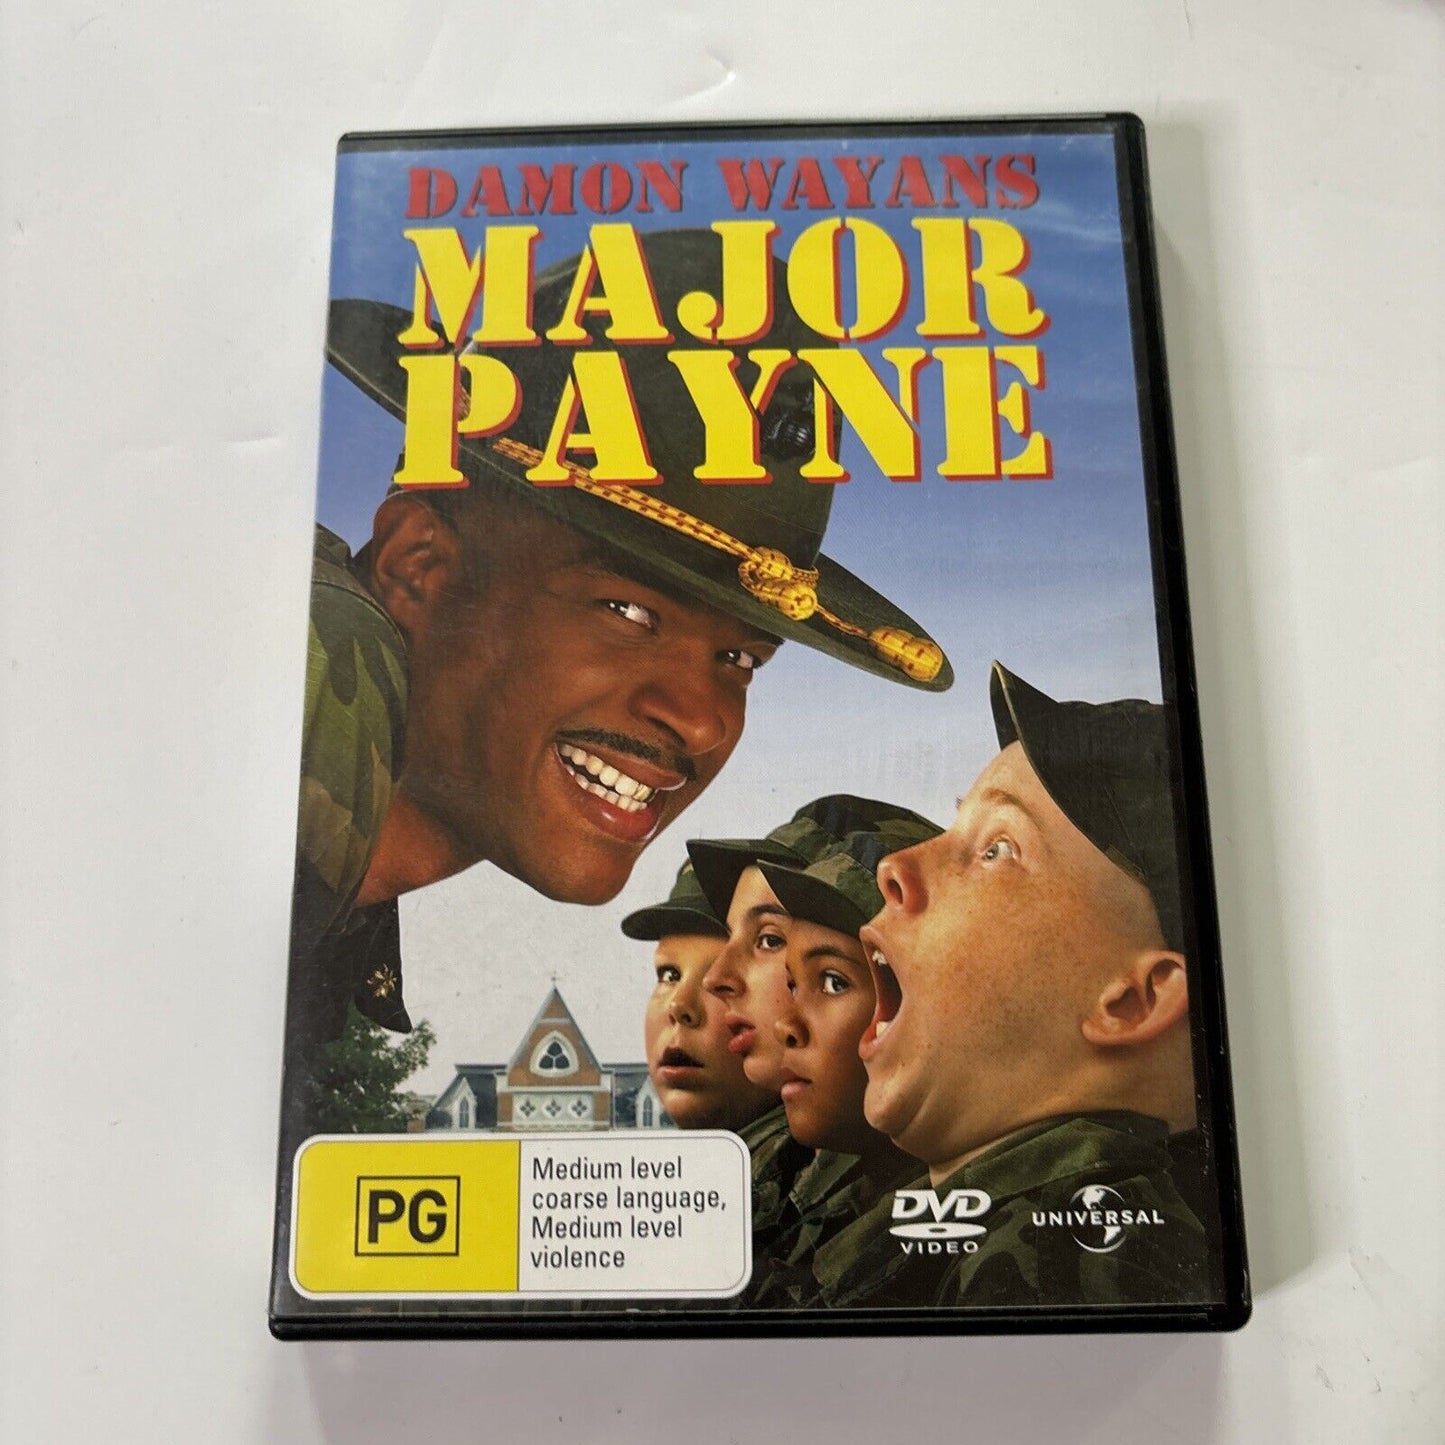 DAMON WAYANS
MAJOR
PAYNE
PG
Medium level
coarse language,
Medium level
violence
DVD
VIDEO
UNIVERSAL